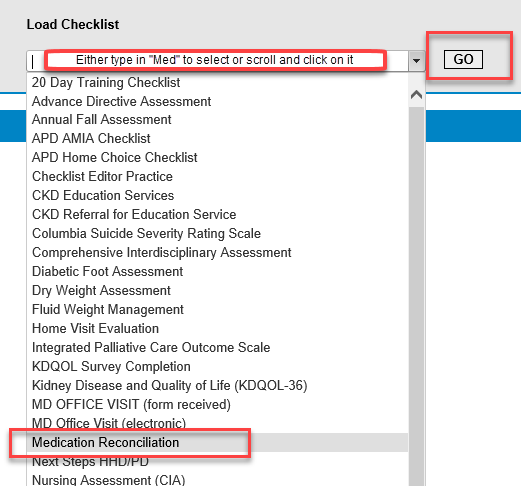 Load Checklist
Either type in "Med" to select or scroll and click on it
GO
20 Day Training Checklist
Advance Directive Assessment
Annual Fall Assessment
APD AMIA Checklist
APD Home Choice Checklist
Checklist Editor Practice
CKD Education Services
CKD Referral for Education Service
Columbia Suicide Severity Rating Scale
Comprehensive Interdisciplinary Assessment
Diabetic Foot Assessment
Dry Weight Assessment
Fluid Weight Management
Home Visit Evaluation
Integrated Palliative Care Outcome Scale
KDQOL Survey Completion
Kidney Disease and Quality of Life (KDQOL-36)
MD OFFICE VISIT (form received)
MD Office Visit (electronic)
Medication Reconciliation
Next Steps HHD/PD
Nursing Assessment (CIA)